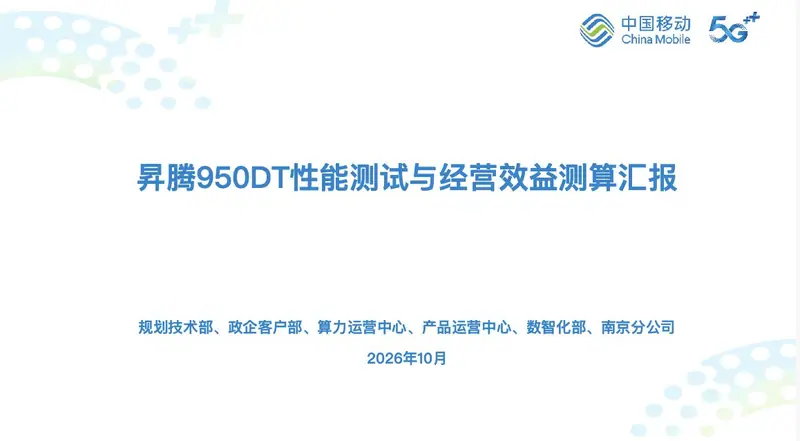 中国移动
China Mobile
5G++
昇腾950DT性能测试与经营效益测算汇报
规划技术部、政企客户部、算力运营中心、产品运营中心、数智化部、南京分公司
2026年10月